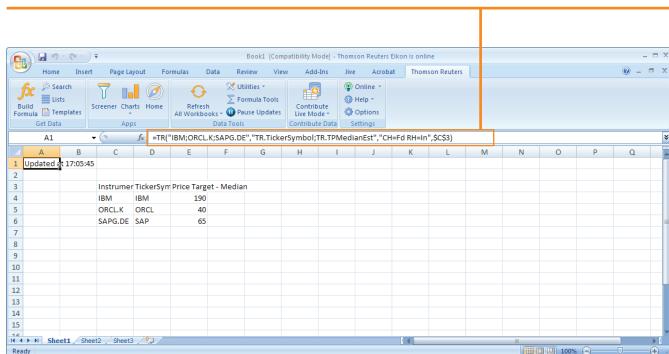 Book1 [Compatibility Mode] - Thomson Reuters Eikon is online
Home Insert Page Layout Formulas Data Review View Add-Ins Jive Acrobat Thomson Reuters
Build Formula
Search
Lists
Templates
Get Data
Screener Charts Home
Apps
Refresh All Workbooks
Utilities
Formula Tools
Pause Updates
Data Tools
Contribute Live Mode
Contribute Data
Online
Help
Options
Settings
A1 fx =TR("IBM;ORCL.K;SAPG.DE","TR.TickerSymbol;TR.TPMedianEst","CH=Fd RH=In",$C$3)
A B C D E F G H I J K L M N O P Q
1 Updated at 17:05:45
2
3 Instrumer TickerSym Price Target - Median
4 IBM IBM 190
5 ORCL.K ORCL 40
6 SAPG.DE SAP 65
7
8
9
10
11
12
13
14
15
Sheet1 Sheet2 Sheet3
Ready 100%